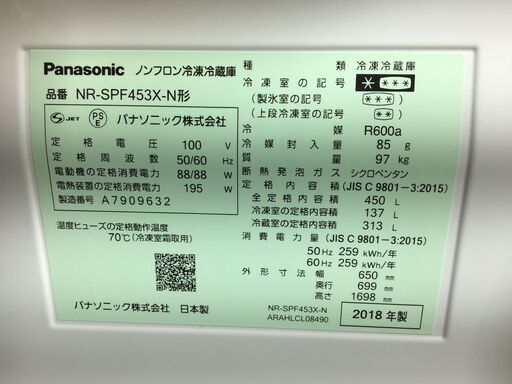 Panasonic ノンフロン冷凍冷蔵庫
品番 NR-SPF453X-N形
S JET PSE パナソニック株式会社
定格電圧 100 V
定格周波数 50/60 Hz
電動機の定格消費電力 88/88 W
電熱装置の定格消費電力 195 W
製造番号 A7909632
温度ヒューズの定格動作温度
70℃(冷凍室霜取用)
パナソニック株式会社 日本製
種類 冷凍冷蔵庫
冷凍室の記号 * ***
(製氷室の記号) ***
(上段冷凍室の記号) **
冷媒 R600a
冷媒封入量 85 g
質量 97 kg
断熱発泡ガス シクロペンタン
定格内容積 (JIS C 9801-3:2015)
全定格内容積 450 L
冷凍室の定格内容積 137 L
冷蔵室の定格内容積 313 L
消費電力量 (JIS C 9801-3:2015)
50Hz 259 kWh/年
60Hz 259 kWh/年
外形寸法 幅 650 mm
奥行 699 mm
高さ 1698 mm
NR-SPF453X-N
ARAHLCL08490
2018年製